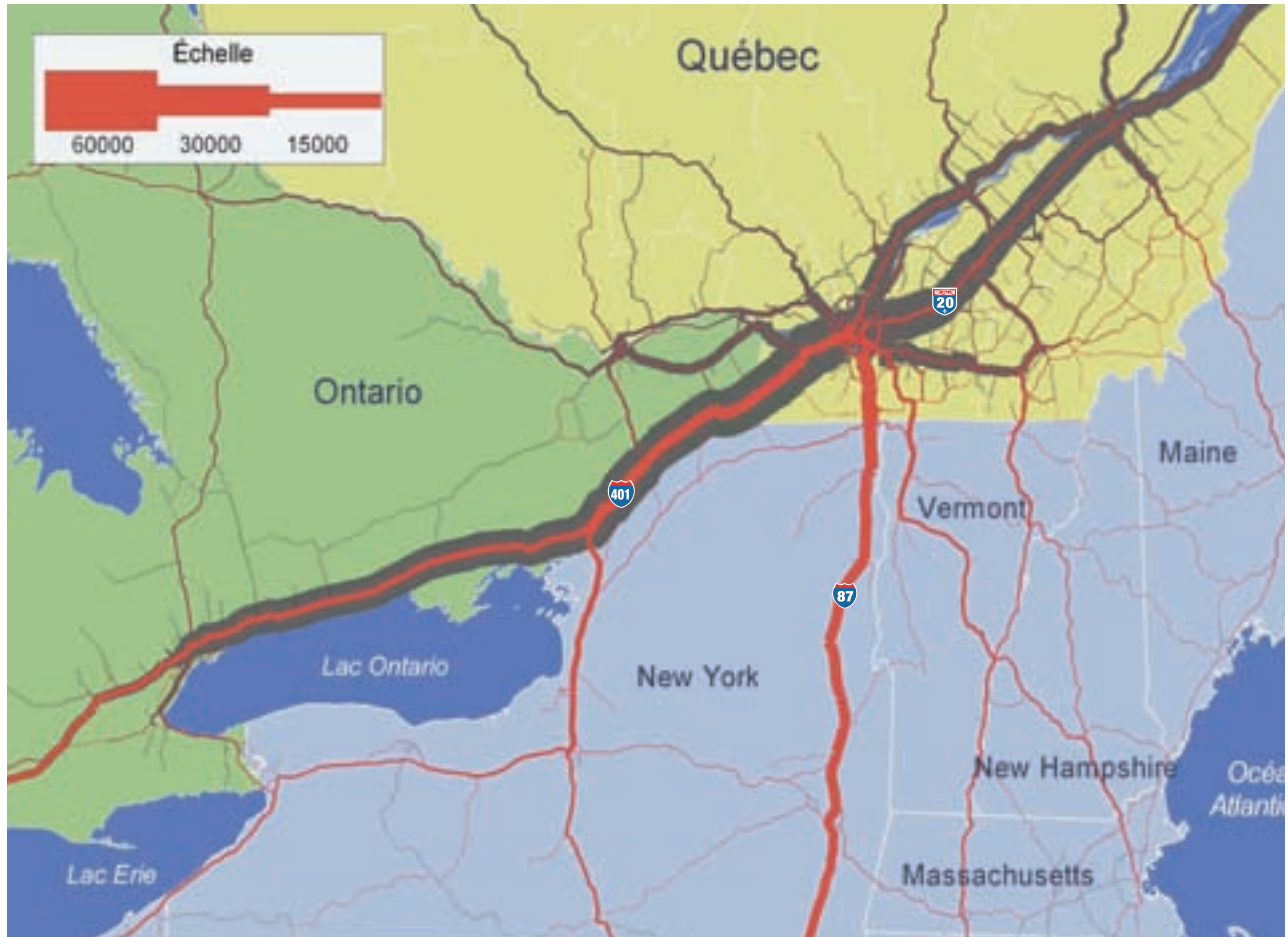 Échelle
60000 30000 15000
Québec
20
Ontario
Maine
401
Vermont
87
Lac Ontario
New York
New Hampshire
Océa
Atlanti
Lac Erie
Massachusetts